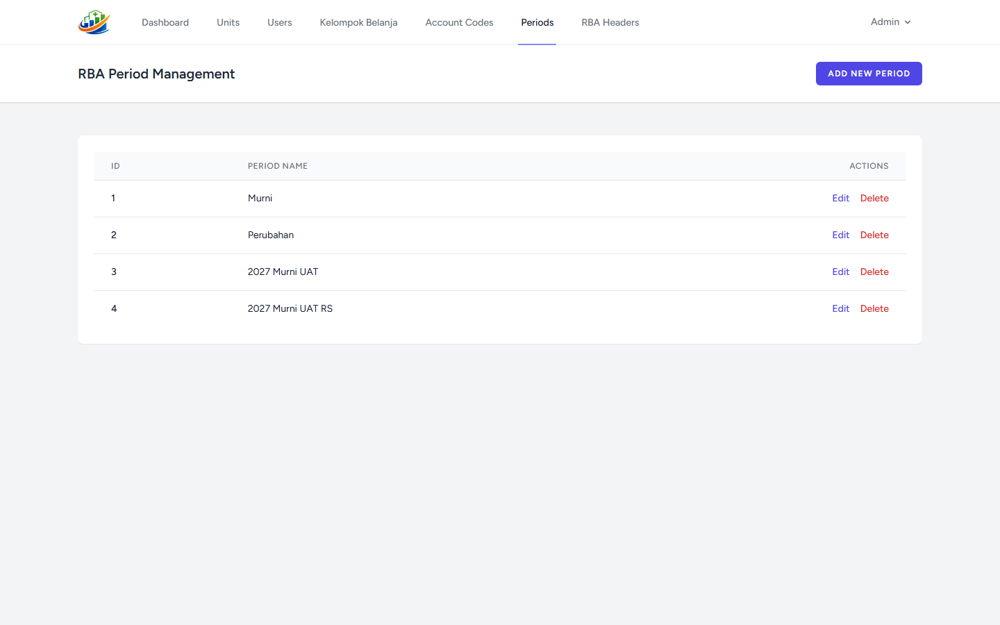 Dashboard Units Users Kelompok Belanja Account Codes Periods RBA Headers Admin
RBA Period Management ADD NEW PERIOD
ID PERIOD NAME ACTIONS
1 Murni Edit Delete
2 Perubahan Edit Delete
3 2027 Murni UAT Edit Delete
4 2027 Murni UAT RS Edit Delete